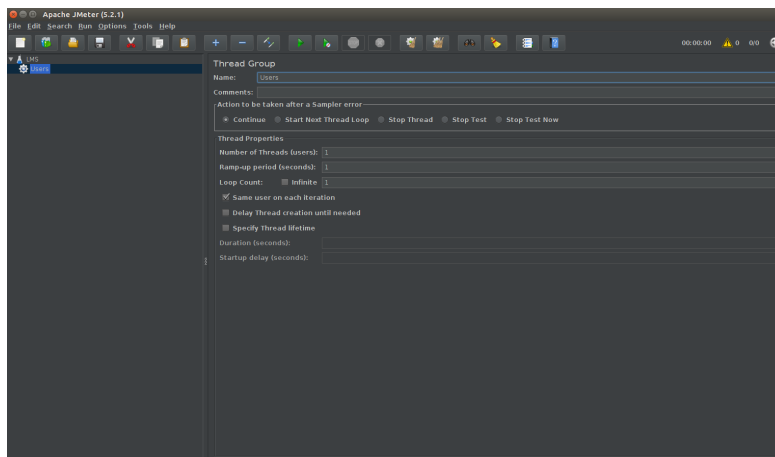 Apache JMeter (5.2.1)
File Edit Search Run Options Tools Help
00:00:00 0 0/0
LMS
Users
Thread Group
Name: Users
Comments:
Action to be taken after a Sampler error
Continue Start Next Thread Loop Stop Thread Stop Test Stop Test Now
Thread Properties
Number of Threads (users): 1
Ramp-up period (seconds): 1
Loop Count: Infinite 1
Same user on each iteration
Delay Thread creation until needed
Specify Thread lifetime
Duration (seconds):
Startup delay (seconds):